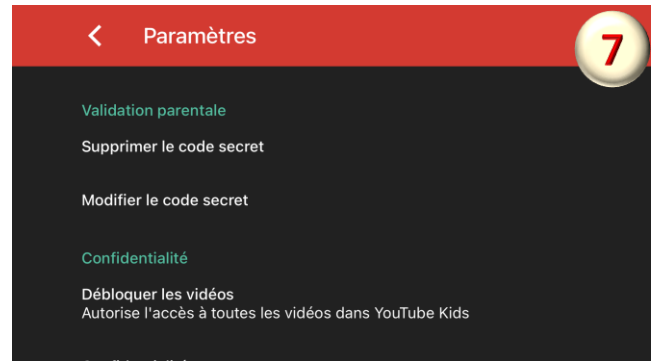 Paramètres
7
Validation parentale
Supprimer le code secret
Modifier le code secret
Confidentialité
Débloquer les vidéos
Autorise l'accès à toutes les vidéos dans YouTube Kids